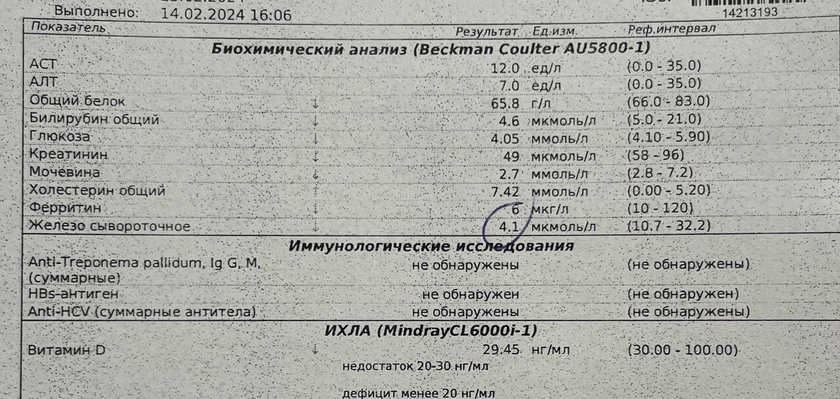 Выполнено: 14.02.2024 16:06
14213193
Показатель Результат Ед.изм. Реф.интервал
Биохимический анализ (Beckman Coulter AU5800-1)
АСТ 12.0 ед/л (0.0 - 35.0)
АЛТ 7.0 ед/л (0.0 - 35.0)
Общий белок ↓ 65.8 г/л (66.0 - 83.0)
Билирубин общий ↓ 4.6 мкмоль/л (5.0 - 21.0)
Глюкоза ↓ 4.05 ммоль/л (4.10 - 5.90)
Креатинин ↓ 49 мкмоль/л (58 - 96)
Мочевина ↓ 2.7 ммоль/л (2.8 - 7.2)
Холестерин общий ↑ 7.42 ммоль/л (0.00 - 5.20)
Ферритин ↓ 6 мкг/л (10 - 120)
Железо сывороточное ↓ 4.1 мкмоль/л (10.7 - 32.2)
Иммунологические исследования
Anti-Treponema pallidum, Ig G, M, не обнаружены (не обнаружены)
(суммарные)
HBs-антиген не обнаружен (не обнаружен)
Anti-HCV (суммарные антитела) не обнаружены (не обнаружены)
ИХЛА (MindrayCL6000i-1)
Витамин D ↓ 29.45 нг/мл (30.00 - 100.00)
недостаток 20-30 нг/мл
дефицит менее 20 нг/мл